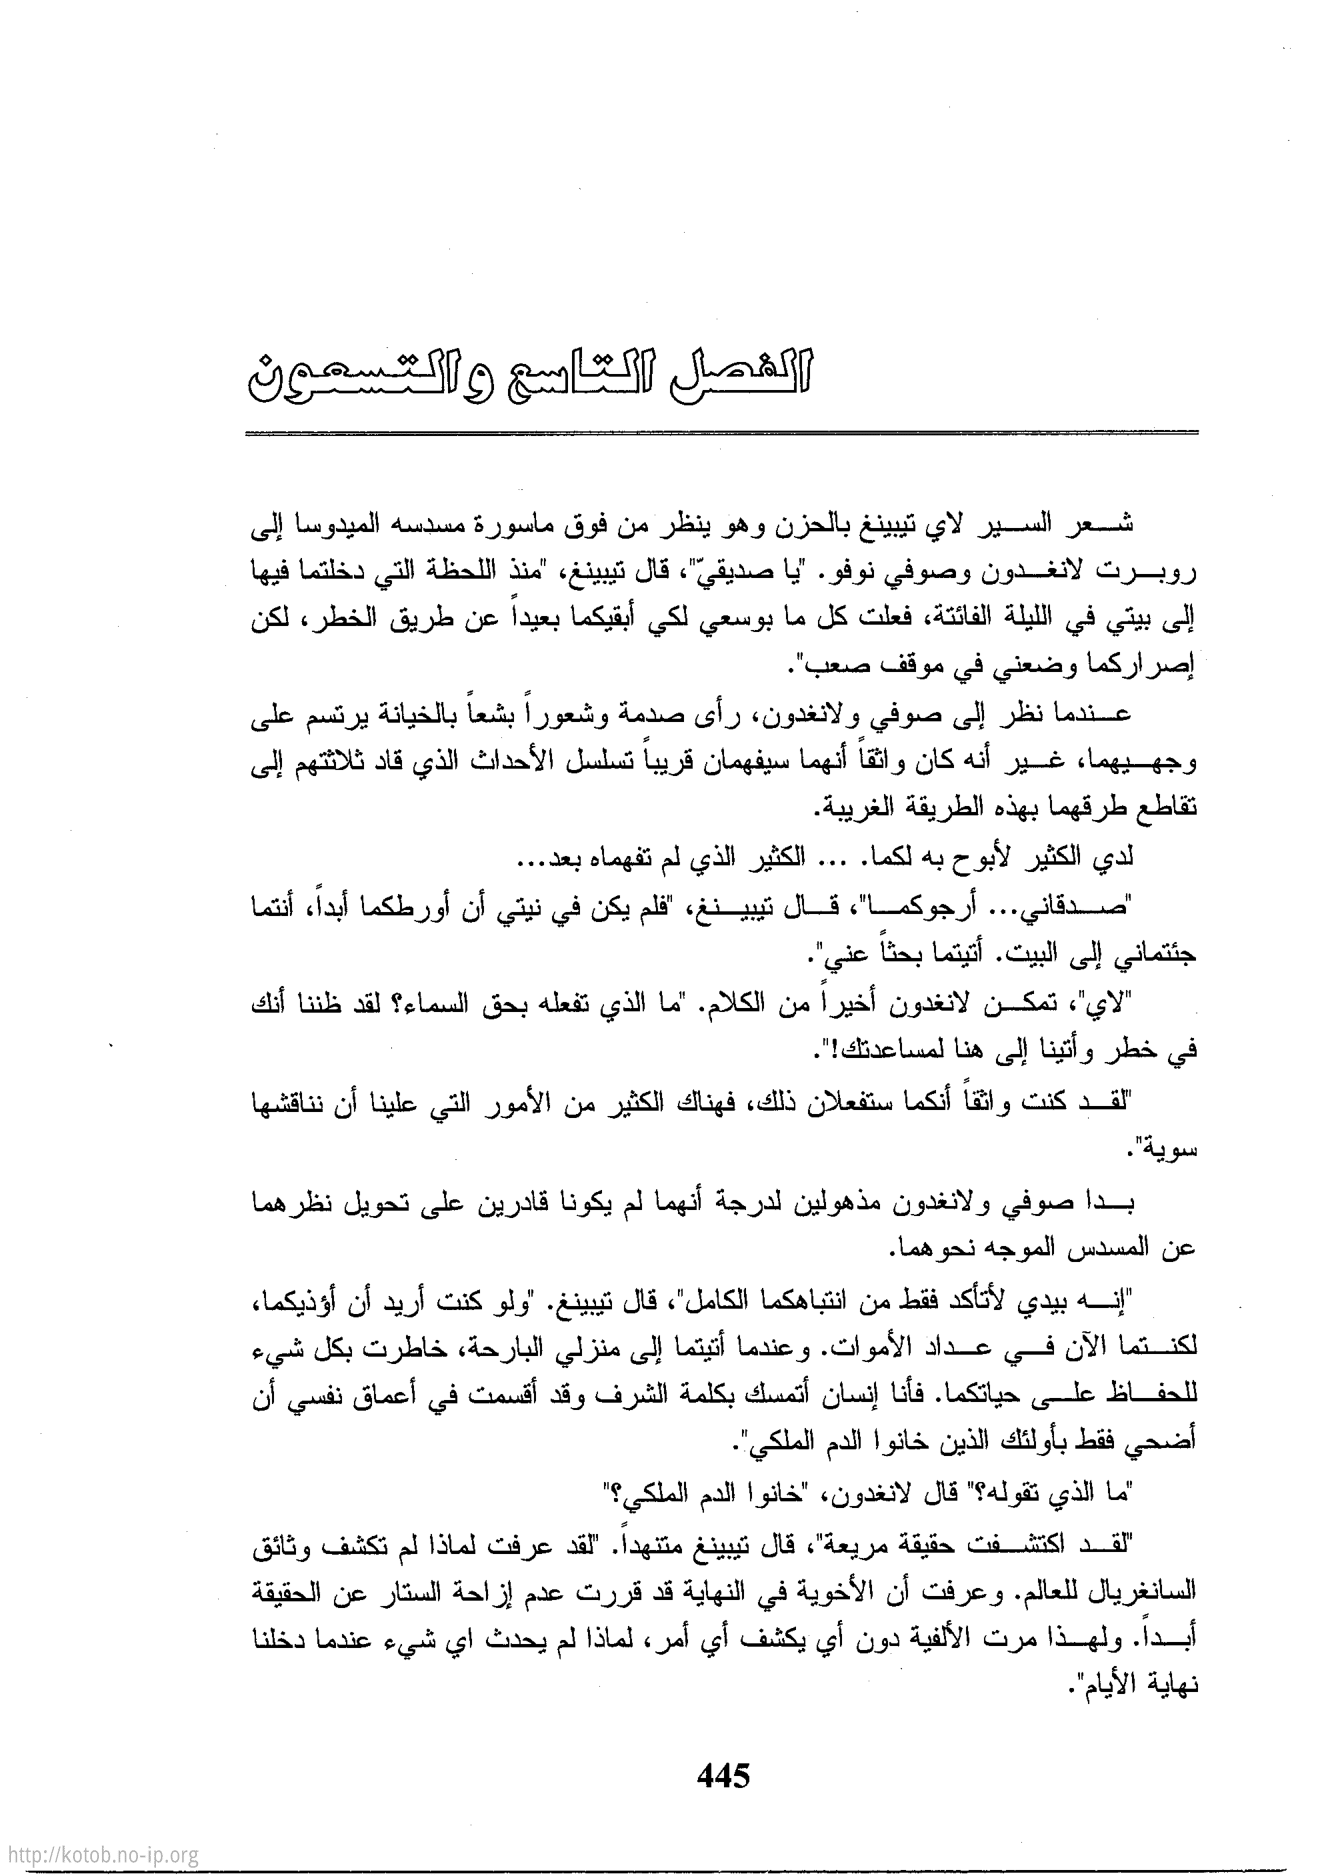 الفصل التاسع والتسعون
شعر السير لاي تيبينغ بالحزن وهو ينظر من فوق ماسورة مسدسه الميدوسا إلى
روبرت لانغدون وصوفي نوفو. "يا صديقيّ"، قال تيبينغ، "منذ اللحظة التي دخلتما فيها
إلى بيتي في الليلة الفائتة، فعلت كل ما بوسعي لكي أبقيكما بعيداً عن طريق الخطر، لكن
إصراركما وضعني في موقف صعب".
عندما نظر إلى صوفي ولانغدون، رأى صدمة وشعوراً بشعاً بالخيانة يرتسم على
وجهيهما، غير أنه كان واثقاً أنهما سيفهمان قريباً تسلسل الأحداث الذي قاد ثلاثتهم إلى
تقاطع طرقهما بهذه الطريقة الغريبة.
لدي الكثير لأبوح به لكما. ... الكثير الذي لم تفهماه بعد...
"صدقاني... أرجوكما"، قال تيبينغ، "فلم يكن في نيتي أن أورطكما أبداً، أنتما
جئتماني إلى البيت. أتيتما بحثاً عني".
"لاي"، تمكن لانغدون أخيراً من الكلام. "ما الذي تفعله بحق السماء؟ لقد ظننا أنك
في خطر وأتينا إلى هنا لمساعدتك!".
"لقد كنت واثقاً أنكما ستفعلان ذلك، فهناك الكثير من الأمور التي علينا أن نناقشها
سوية".
بدا صوفي ولانغدون مذهولين لدرجة أنهما لم يكونا قادرين على تحويل نظرهما
عن المسدس الموجه نحوهما.
"إنه بيدي لأتأكد فقط من انتباهكما الكامل"، قال تيبينغ. "ولو كنت أريد أن أؤذيكما،
لكنتما الآن في عداد الأموات. وعندما أتيتما إلى منزلي البارحة، خاطرت بكل شيء
للحفاظ على حياتكما. فأنا إنسان أتمسك بكلمة الشرف وقد أقسمت في أعماق نفسي أن
أضحي فقط بأولئك الذين خانوا الدم الملكي".
"ما الذي تقوله؟" قال لانغدون، "خانوا الدم الملكي؟"
"لقد اكتشفت حقيقة مريعة"، قال تيبينغ متنهداً. "لقد عرفت لماذا لم تكشف وثائق
السانغريال للعالم. وعرفت أن الأخوية في النهاية قد قررت عدم إزاحة الستار عن الحقيقة
أبداً. ولهذا مرت الألفية دون أي يكشف أي أمر، لماذا لم يحدث اي شيء عندما دخلنا
نهاية الأيام".
445
http://kotob.no-ip.org